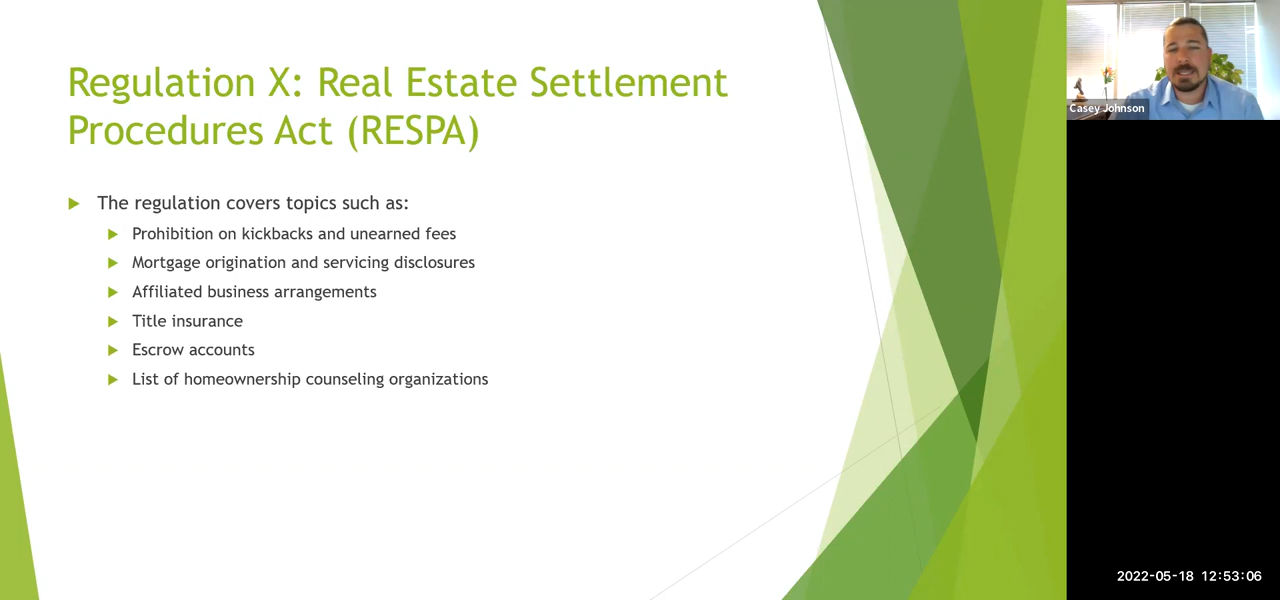 Regulation X: Real Estate Settlement
Procedures Act (RESPA)
The regulation covers topics such as:
Prohibition on kickbacks and unearned fees
Mortgage origination and servicing disclosures
Affiliated business arrangements
Title insurance
Escrow accounts
List of homeownership counseling organizations
Casey Johnson
2022-05-18 12:53:06